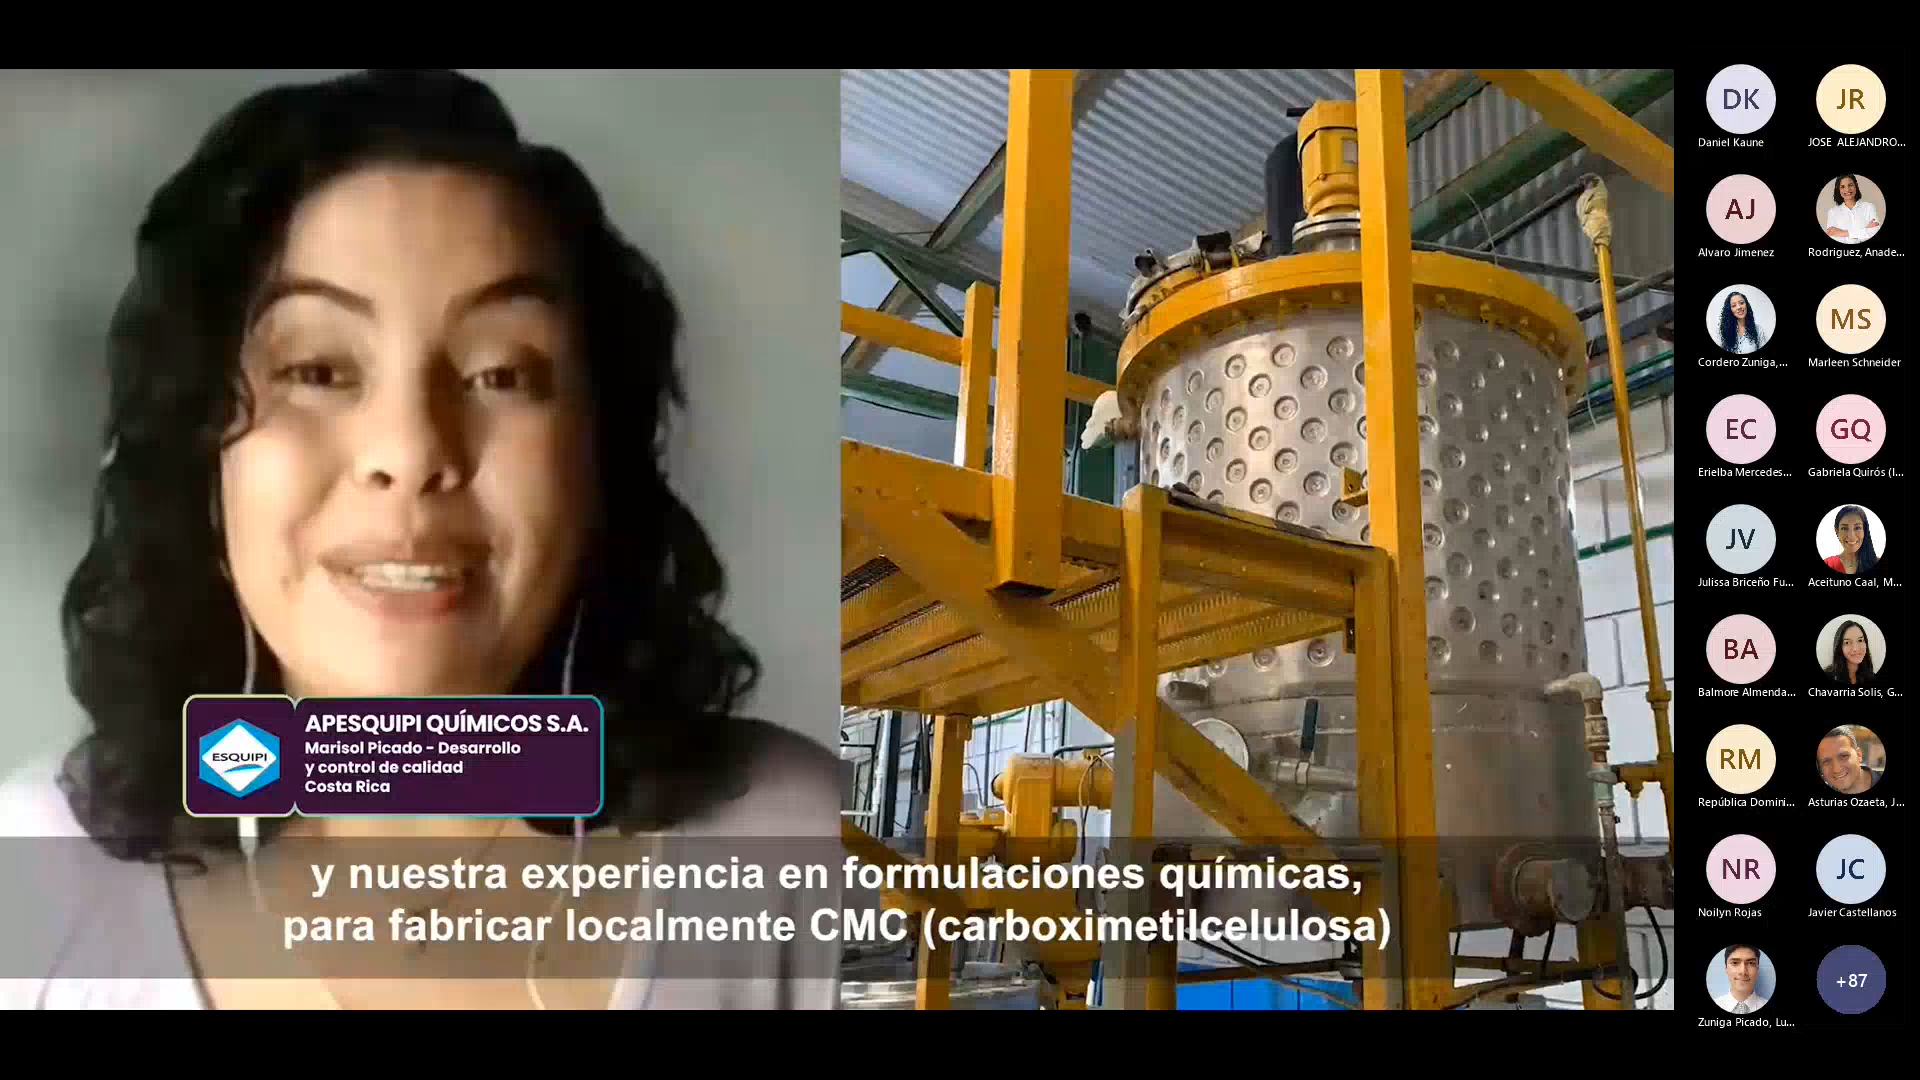 ESQUIPI
APESQUIPI QUÍMICOS S.A.
Marisol Picado - Desarrollo
y control de calidad
Costa Rica
y nuestra experiencia en formulaciones químicas,
para fabricar localmente CMC (carboximetilcelulosa)
DK
JR
Daniel Kaune
JOSE ALEJANDRO...
AJ
Alvaro Jimenez
Rodriguez, Anade...
MS
Cordero Zuniga,...
Marleen Schneider
EC
GQ
Erielba Mercedes...
Gabriela Quirós (I...
JV
Julissa Briceño Fu...
Aceituno Caal, M...
BA
Balmore Almenda...
Chavarria Solis, G...
RM
República Domini...
Asturias Ozaeta, J...
NR
JC
Noilyn Rojas
Javier Castellanos
+87
Zuniga Picado, Lu...